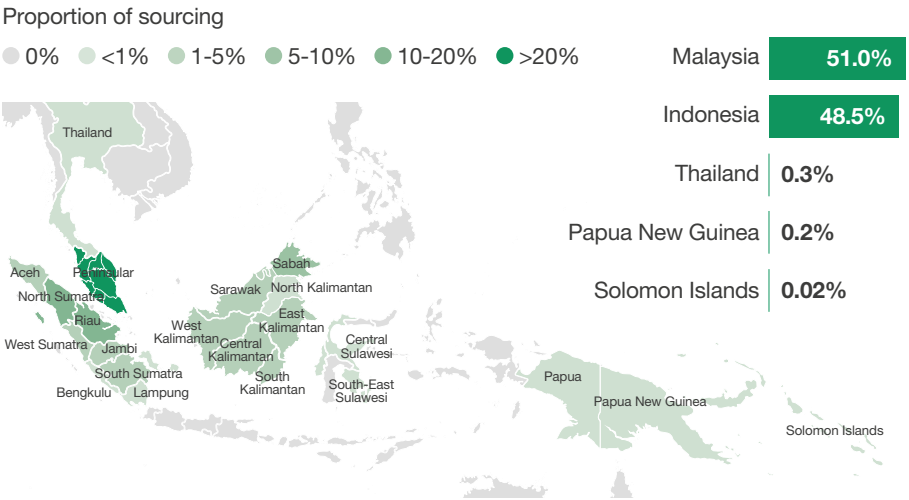 Proportion of sourcing
0%
<1%
1-5%
5-10%
10-20%
>20%
Malaysia 51.0%
Indonesia 48.5%
Thailand 0.3%
Papua New Guinea 0.2%
Solomon Islands 0.02%
Thailand
Aceh
Peninsular
North Sumatra
Riau
West Sumatra
Jambi
South Sumatra
Bengkulu
Lampung
Sabah
Sarawak
North Kalimantan
West
Kalimantan
East
Kalimantan
Central
Kalimantan
South
Kalimantan
Central
Sulawesi
South-East
Sulawesi
Papua
Papua New Guinea
Solomon Islands